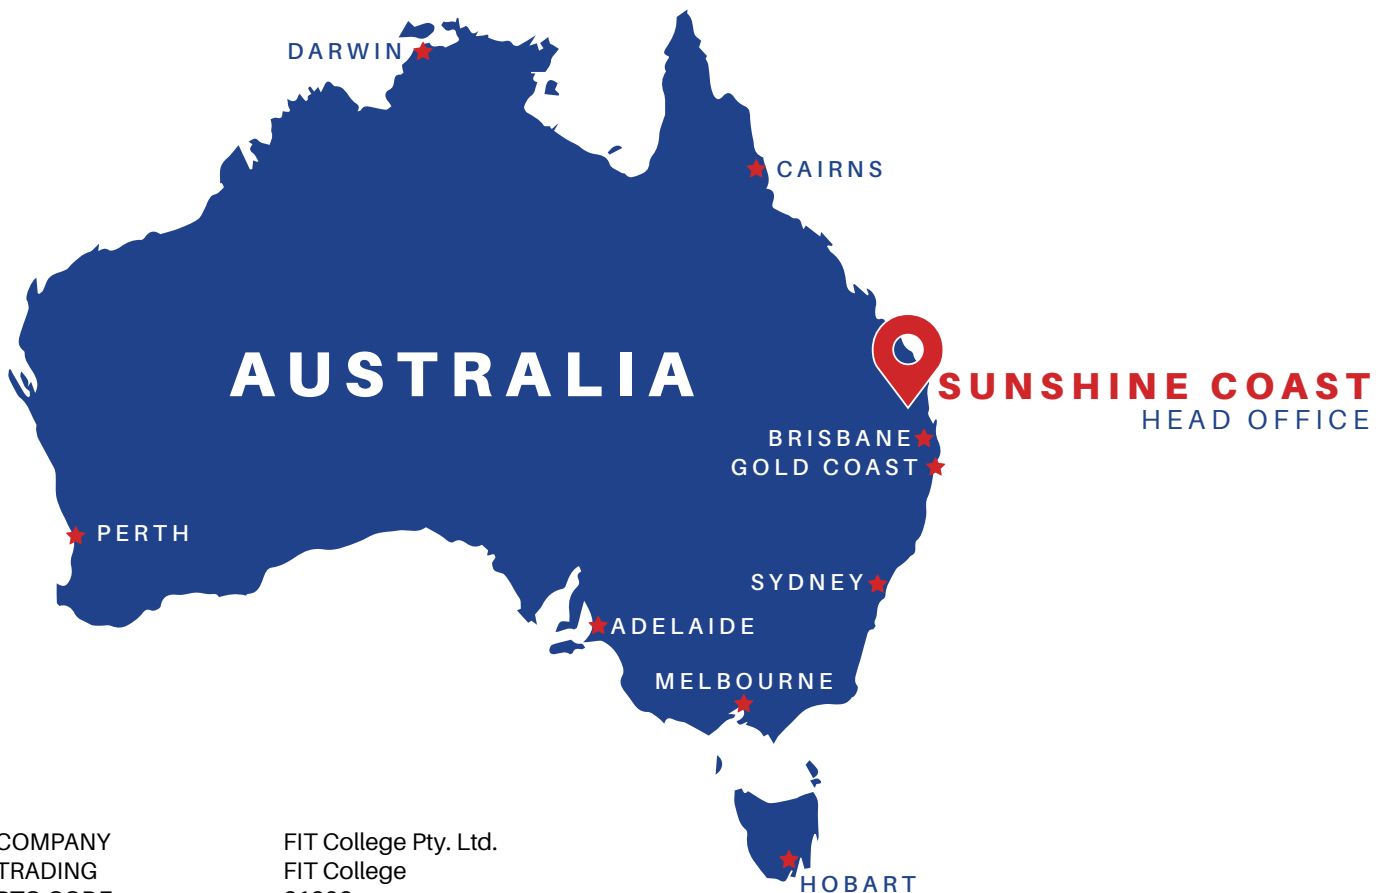 DARWIN
CAIRNS
AUSTRALIA
SUNSHINE COAST
HEAD OFFICE
BRISBANE
GOLD COAST
PERTH
SYDNEY
ADELAIDE
MELBOURNE
COMPANY FIT College Pty. Ltd.
TRADING FIT College
HOBART